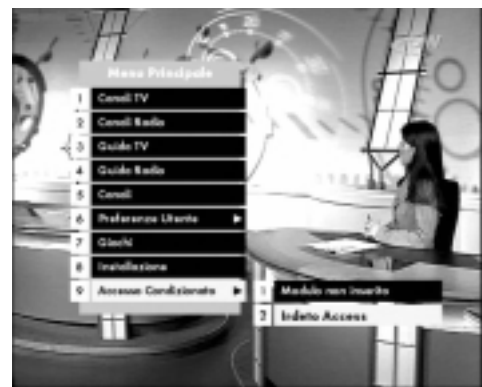 Menu Principale
1 Canali TV
2 Canali Radio
3 Guida TV
4 Guida Radio
5 Canali
6 Preferenze Utente
7 Giochi
8 Installazione
9 Accesso Condizionato
1 Modulo non inserito
2 Irdeto Access